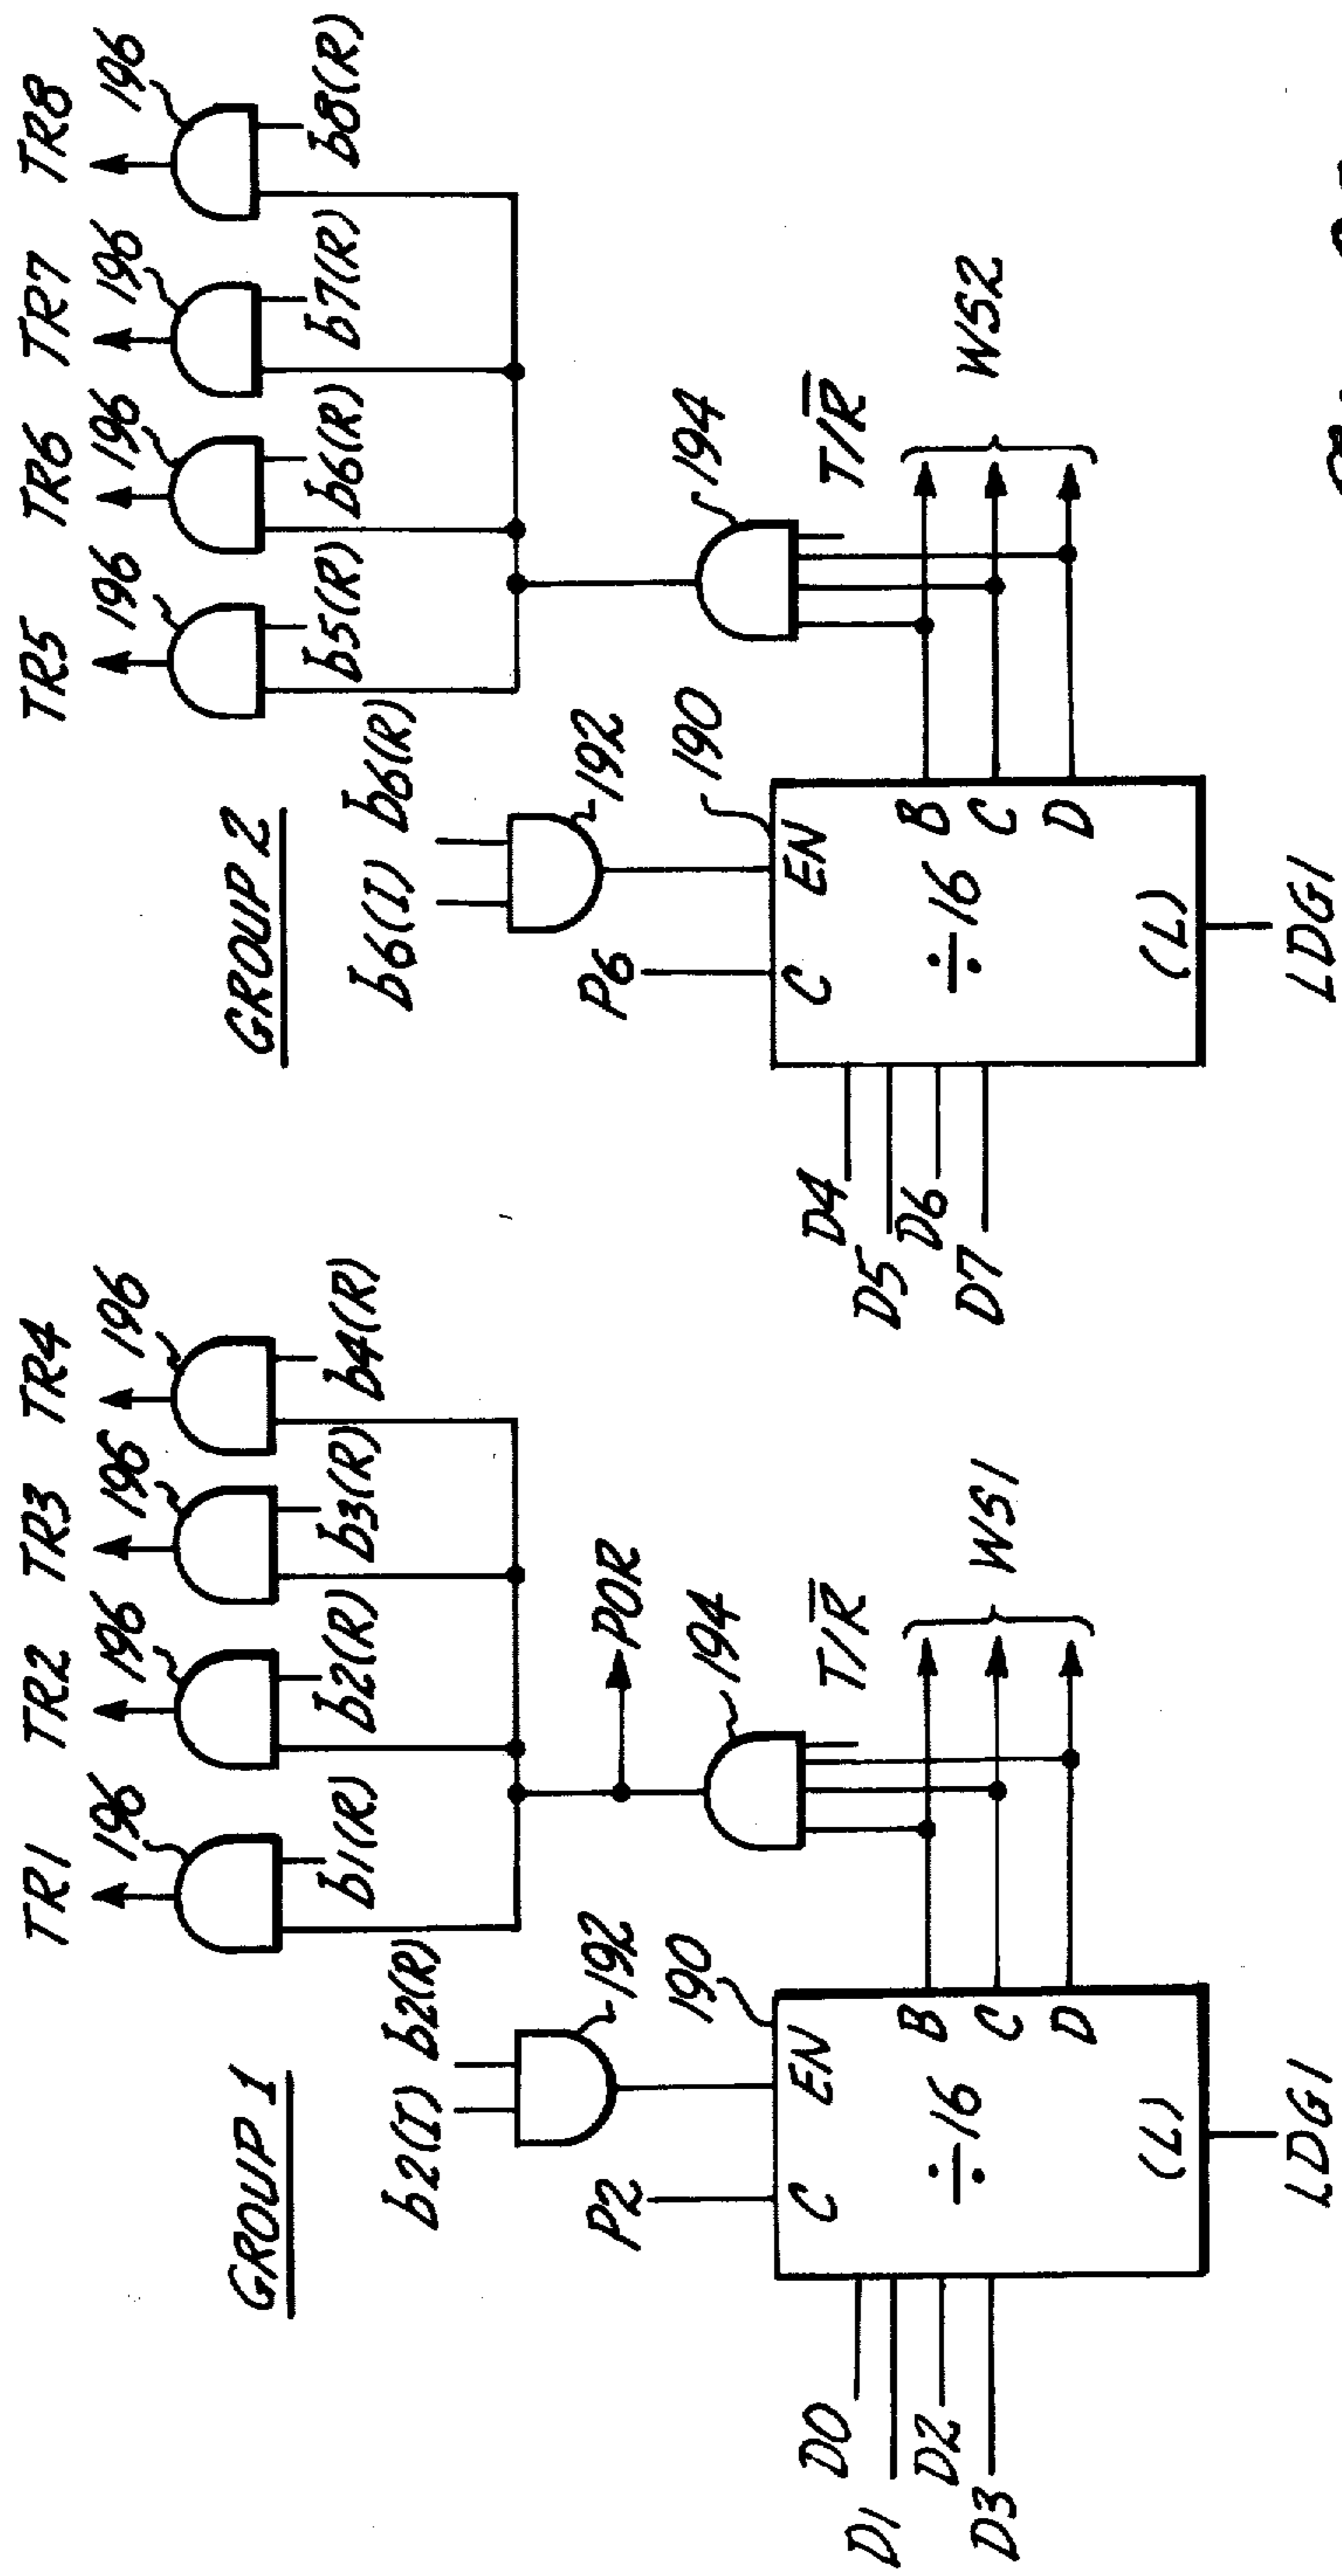 GROUP 1
TR1
TR2
TR3
TR4
196
196
196
196
b1(R)
b2(R)
b3(R)
b4(R)
b2(I) b2(R)
192
POR
P2
190
194
T/R̅
C
EN
÷16
B
C
D
(L)
WS1
D0
D1
D2
D3
LDG1
GROUP 2
TR5
TR6
TR7
TR8
196
196
196
196
b5(R)
b6(R)
b7(R)
b8(R)
b6(I) b6(R)
192
P6
190
194
T/R̅
C
EN
÷16
B
C
D
(L)
WS2
D4
D5
D6
D7
LDG1